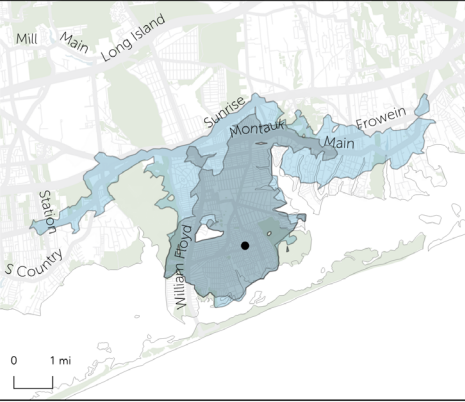 Mill
Main
Long Island
Sunrise
Montauk
Frowein
Main
Station
S Country
William Floyd
0 1 mi